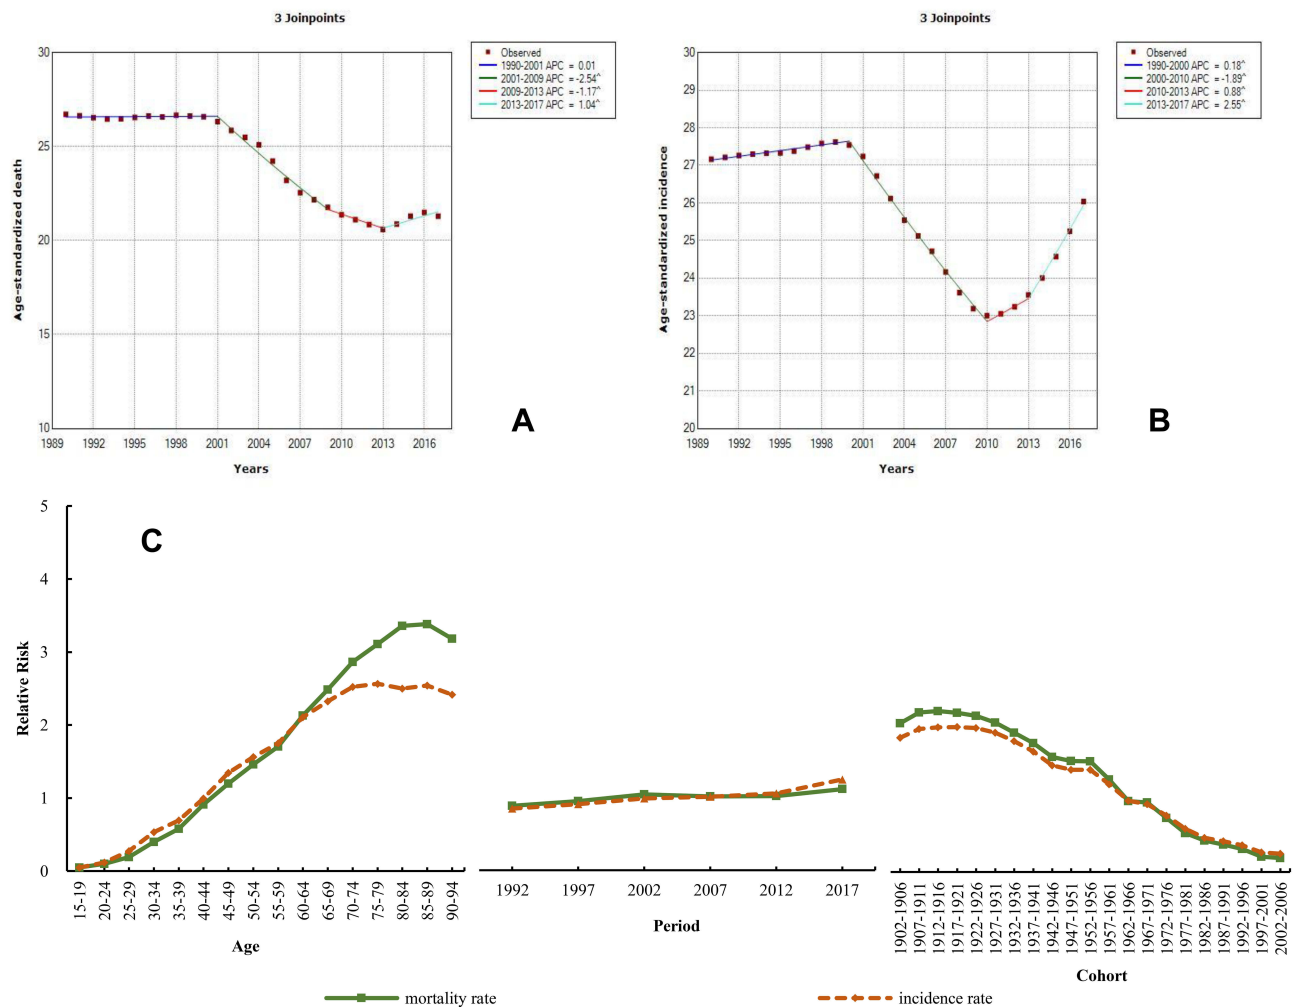 3 Joinpoints
30
25
20
15
10
1989 1992 1995 1998 2001 2004 2007 2010 2013 2016
Age-standardized death
Years
Observed
1990-2001 APC = 0.01
2001-2009 APC = -2.54^
2009-2013 APC = -1.17^
2013-2017 APC = 1.04^
A
3 Joinpoints
30
29
28
27
26
25
24
23
22
21
20
1989 1992 1995 1998 2001 2004 2007 2010 2013 2016
Age-standardized incidence
Years
Observed
1990-2000 APC = 0.18^
2000-2010 APC = -1.89^
2010-2013 APC = 0.88^
2013-2017 APC = 2.55^
B
C
5
4
3
2
1
0
Relative Risk
15-19 20-24 25-29 30-34 35-39 40-44 45-49 50-54 55-59 60-64 65-69 70-74 75-79 80-84 85-89 90-94
Age
1992 1997 2002 2007 2012 2017
Period
1902-1906 1907-1911 1912-1916 1917-1921 1922-1926 1927-1931 1932-1936 1937-1941 1942-1946 1947-1951 1952-1956 1957-1961 1962-1966 1967-1971 1972-1976 1977-1981 1982-1986 1987-1991 1992-1996 1997-2001 2002-2006
Cohort
mortality rate
incidence rate